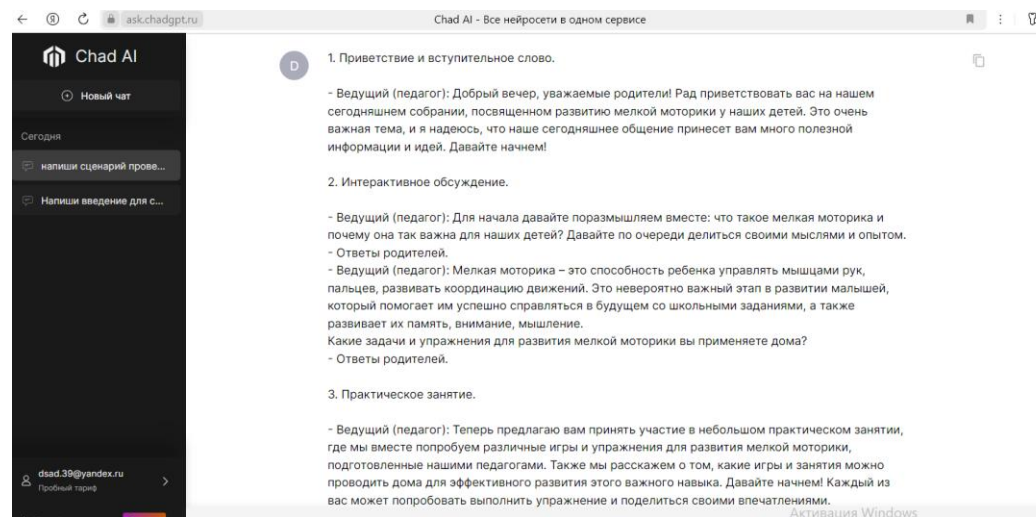 ask.chadgpt.ru
Chad AI - Все нейросети в одном сервисе
Chad AI
Новый чат
Сегодня
напиши сценарий прове...
Напиши введение для с...
dsad.39@yandex.ru
Пробный тариф
D
1. Приветствие и вступительное слово.
- Ведущий (педагог): Добрый вечер, уважаемые родители! Рад приветствовать вас на нашем
сегодняшнем собрании, посвященном развитию мелкой моторики у наших детей. Это очень
важная тема, и я надеюсь, что наше сегодняшнее общение принесет вам много полезной
информации и идей. Давайте начнем!
2. Интерактивное обсуждение.
- Ведущий (педагог): Для начала давайте поразмышляем вместе: что такое мелкая моторика и
почему она так важна для наших детей? Давайте по очереди делиться своими мыслями и опытом.
- Ответы родителей.
- Ведущий (педагог): Мелкая моторика – это способность ребенка управлять мышцами рук,
пальцев, развивать координацию движений. Это невероятно важный этап в развитии малышей,
который помогает им успешно справляться в будущем со школьными заданиями, а также
развивает их память, внимание, мышление.
Какие задачи и упражнения для развития мелкой моторики вы применяете дома?
- Ответы родителей.
3. Практическое занятие.
- Ведущий (педагог): Теперь предлагаю вам принять участие в небольшом практическом занятии,
где мы вместе попробуем различные игры и упражнения для развития мелкой моторики,
подготовленные нашими педагогами. Также мы расскажем о том, какие игры и занятия можно
проводить дома для эффективного развития этого важного навыка. Давайте начнем! Каждый из
вас может попробовать выполнить упражнение и поделиться своими впечатлениями.
Активация Windows